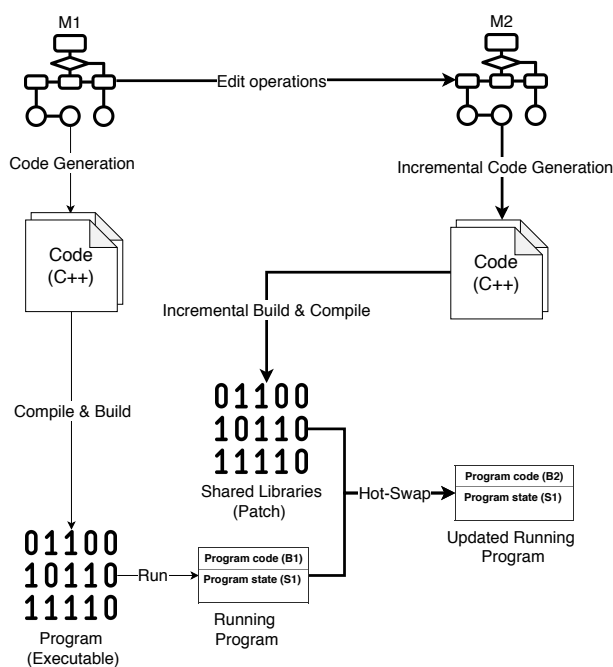 M1
M2
Edit operations
Code Generation
Incremental Code Generation
Code
(C++)
Code
(C++)
Incremental Build & Compile
Compile & Build
01100
10110
11110
Shared Libraries
(Patch)
Hot-Swap
Program code (B2)
Program state (S1)
Updated Running
Program
01100
10110
11110
Run
Program code (B1)
Program state (S1)
Running
Program
Program
(Executable)